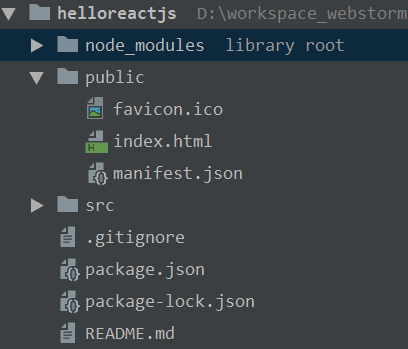 helloreactjs D:\workspace_webstorm
node_modules library root
public
favicon.ico
index.html
manifest.json
src
.gitignore
package.json
package-lock.json
README.md